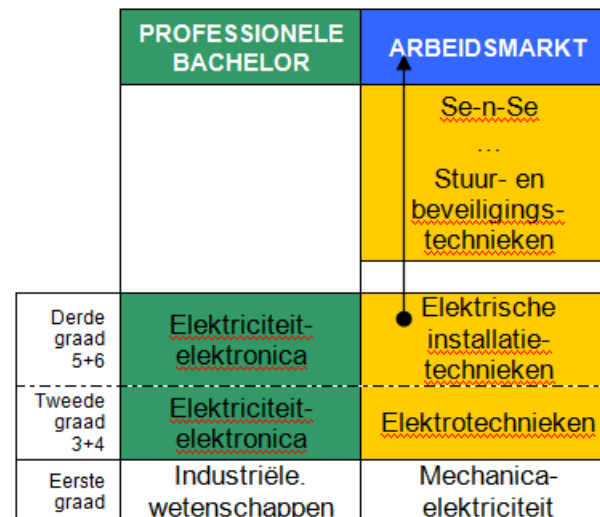 PROFESSIONELE
BACHELOR
ARBEIDSMARKT
Se-n-Se
...
Stuur- en
beveiligings-
technieken
Derde
graad
5+6
Elektriciteit-
elektronica
Elektrische
installatie-
technieken
Tweede
graad
3+4
Elektriciteit-
elektronica
Elektrotechnieken
Eerste
graad
Industriële.
wetenschappen
Mechanica-
elektriciteit